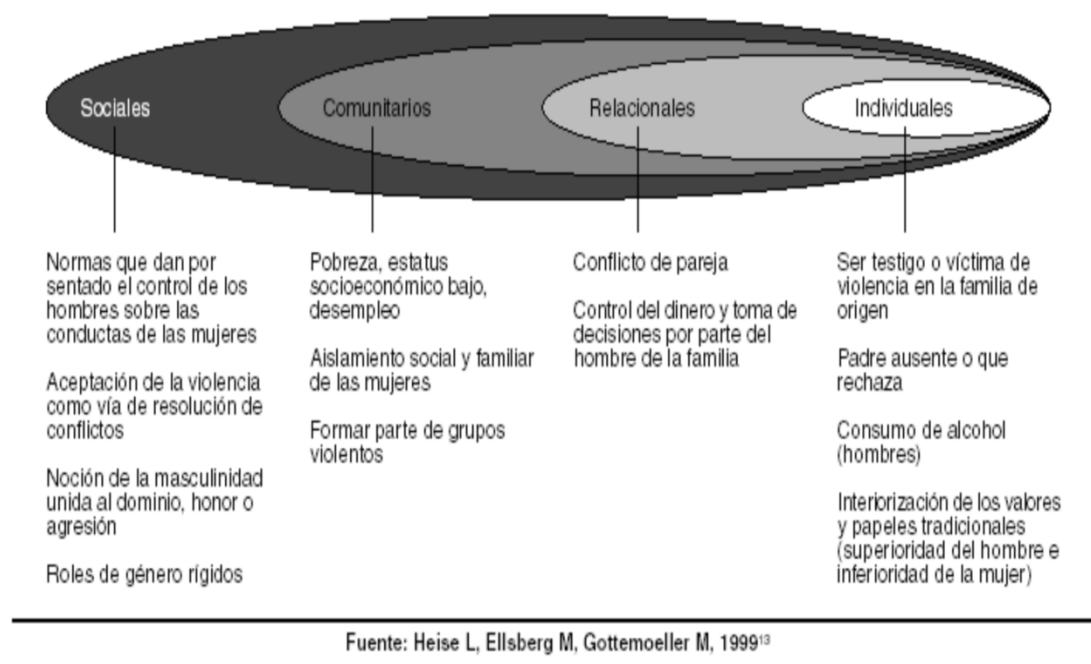 Sociales
Comunitarios
Relacionales
Individuales
Normas que dan por
sentado el control de los
hombres sobre las
conductas de las mujeres
Aceptación de la violencia
como vía de resolución de
conflictos
Noción de la masculinidad
unida al dominio, honor o
agresión
Roles de género rígidos
Pobreza, estatus
socioeconómico bajo,
desempleo
Aislamiento social y familiar
de las mujeres
Formar parte de grupos
violentos
Conflicto de pareja
Control del dinero y toma de
decisiones por parte del
hombre de la familia
Ser testigo o víctima de
violencia en la familia de
origen
Padre ausente o que
rechaza
Consumo de alcohol
(hombres)
Interiorización de los valores
y papeles tradicionales
(superioridad del hombre e
inferioridad de la mujer)
Fuente: Heise L, Ellsberg M, Gottemoeller M, 1999¹³